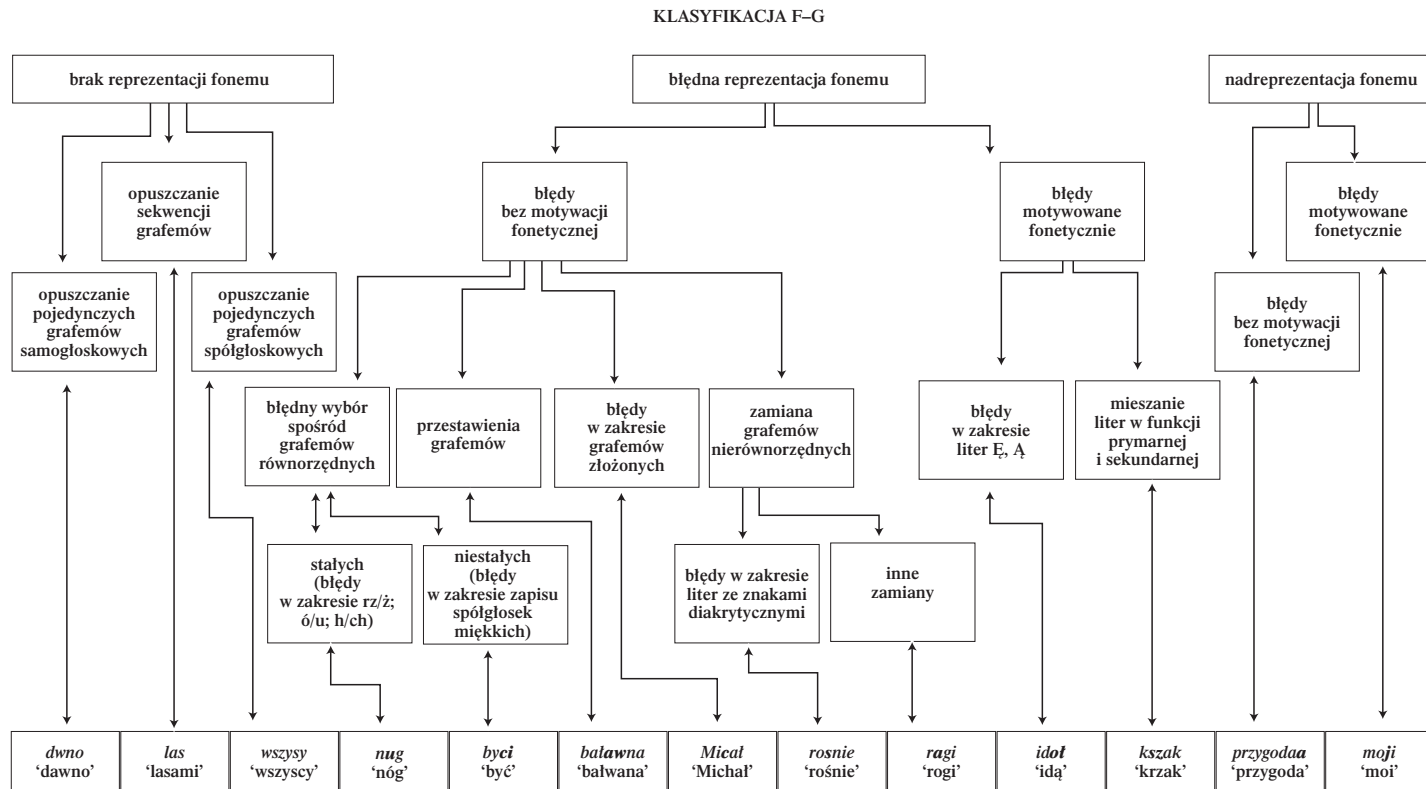 KLASYFIKACJA F–G
brak reprezentacji fonemu
błędna reprezentacja fonemu
nadreprezentacja fonemu
opuszczanie
sekwencji
grafemów
błędy
bez motywacji
fonetycznej
błędy
motywowane
fonetycznie
błędy
motywowane
fonetycznie
opuszczanie
pojedynczych
grafemów
samogłoskowych
opuszczanie
pojedynczych
grafemów
spółgłoskowych
błędy
bez motywacji
fonetycznej
błędny wybór
spośród
grafemów
równorzędnych
przestawienia
grafemów
błędy
w zakresie
grafemów
złożonych
zamiana
grafemów
nierównorzędnych
błędy
w zakresie
liter Ę, Ą
mieszanie
liter w funkcji
prymarnej
i sekundarnej
stałych
(błędy
w zakresie rz/ż;
ó/u; h/ch)
niestałych
(błędy
w zakresie zapisu
spółgłosek
miękkich)
błędy w zakresie
liter ze znakami
diakrytycznymi
inne
zamiany
dwno
‘dawno’
las
‘lasami’
wszysy
‘wszyscy’
nug
‘nóg’
byci
‘być’
baławna
‘bałwana’
Micał
‘Michał’
rosnie
‘rośnie’
ragi
‘rogi’
idoł
‘idą’
kszak
‘krzak’
przygodaa
‘przygoda’
moji
‘moi’